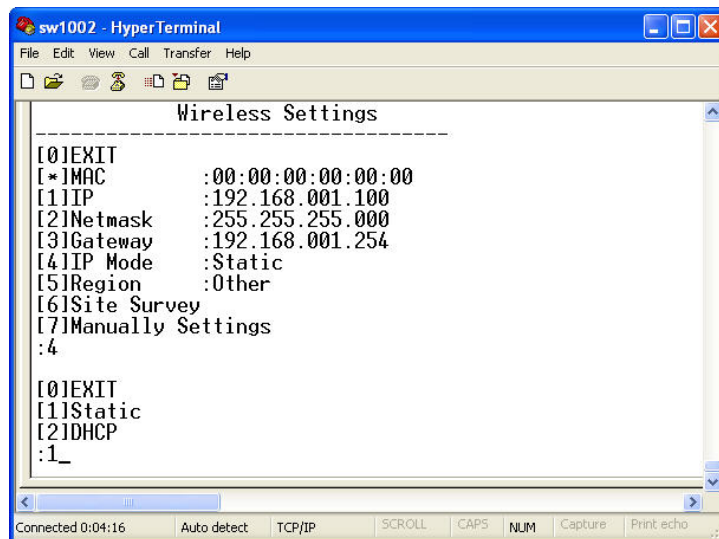 sw1002 - HyperTerminal
File Edit View Call Transfer Help
Wireless Settings
------------------------------------
[0]EXIT
[*]MAC :00:00:00:00:00:00
[1]IP :192.168.001.100
[2]Netmask :255.255.255.000
[3]Gateway :192.168.001.254
[4]IP Mode :Static
[5]Region :Other
[6]Site Survey
[7]Manually Settings
:4
[0]EXIT
[1]Static
[2]DHCP
:1_
Connected 0:04:16 Auto detect TCP/IP SCROLL CAPS NUM Capture Print echo